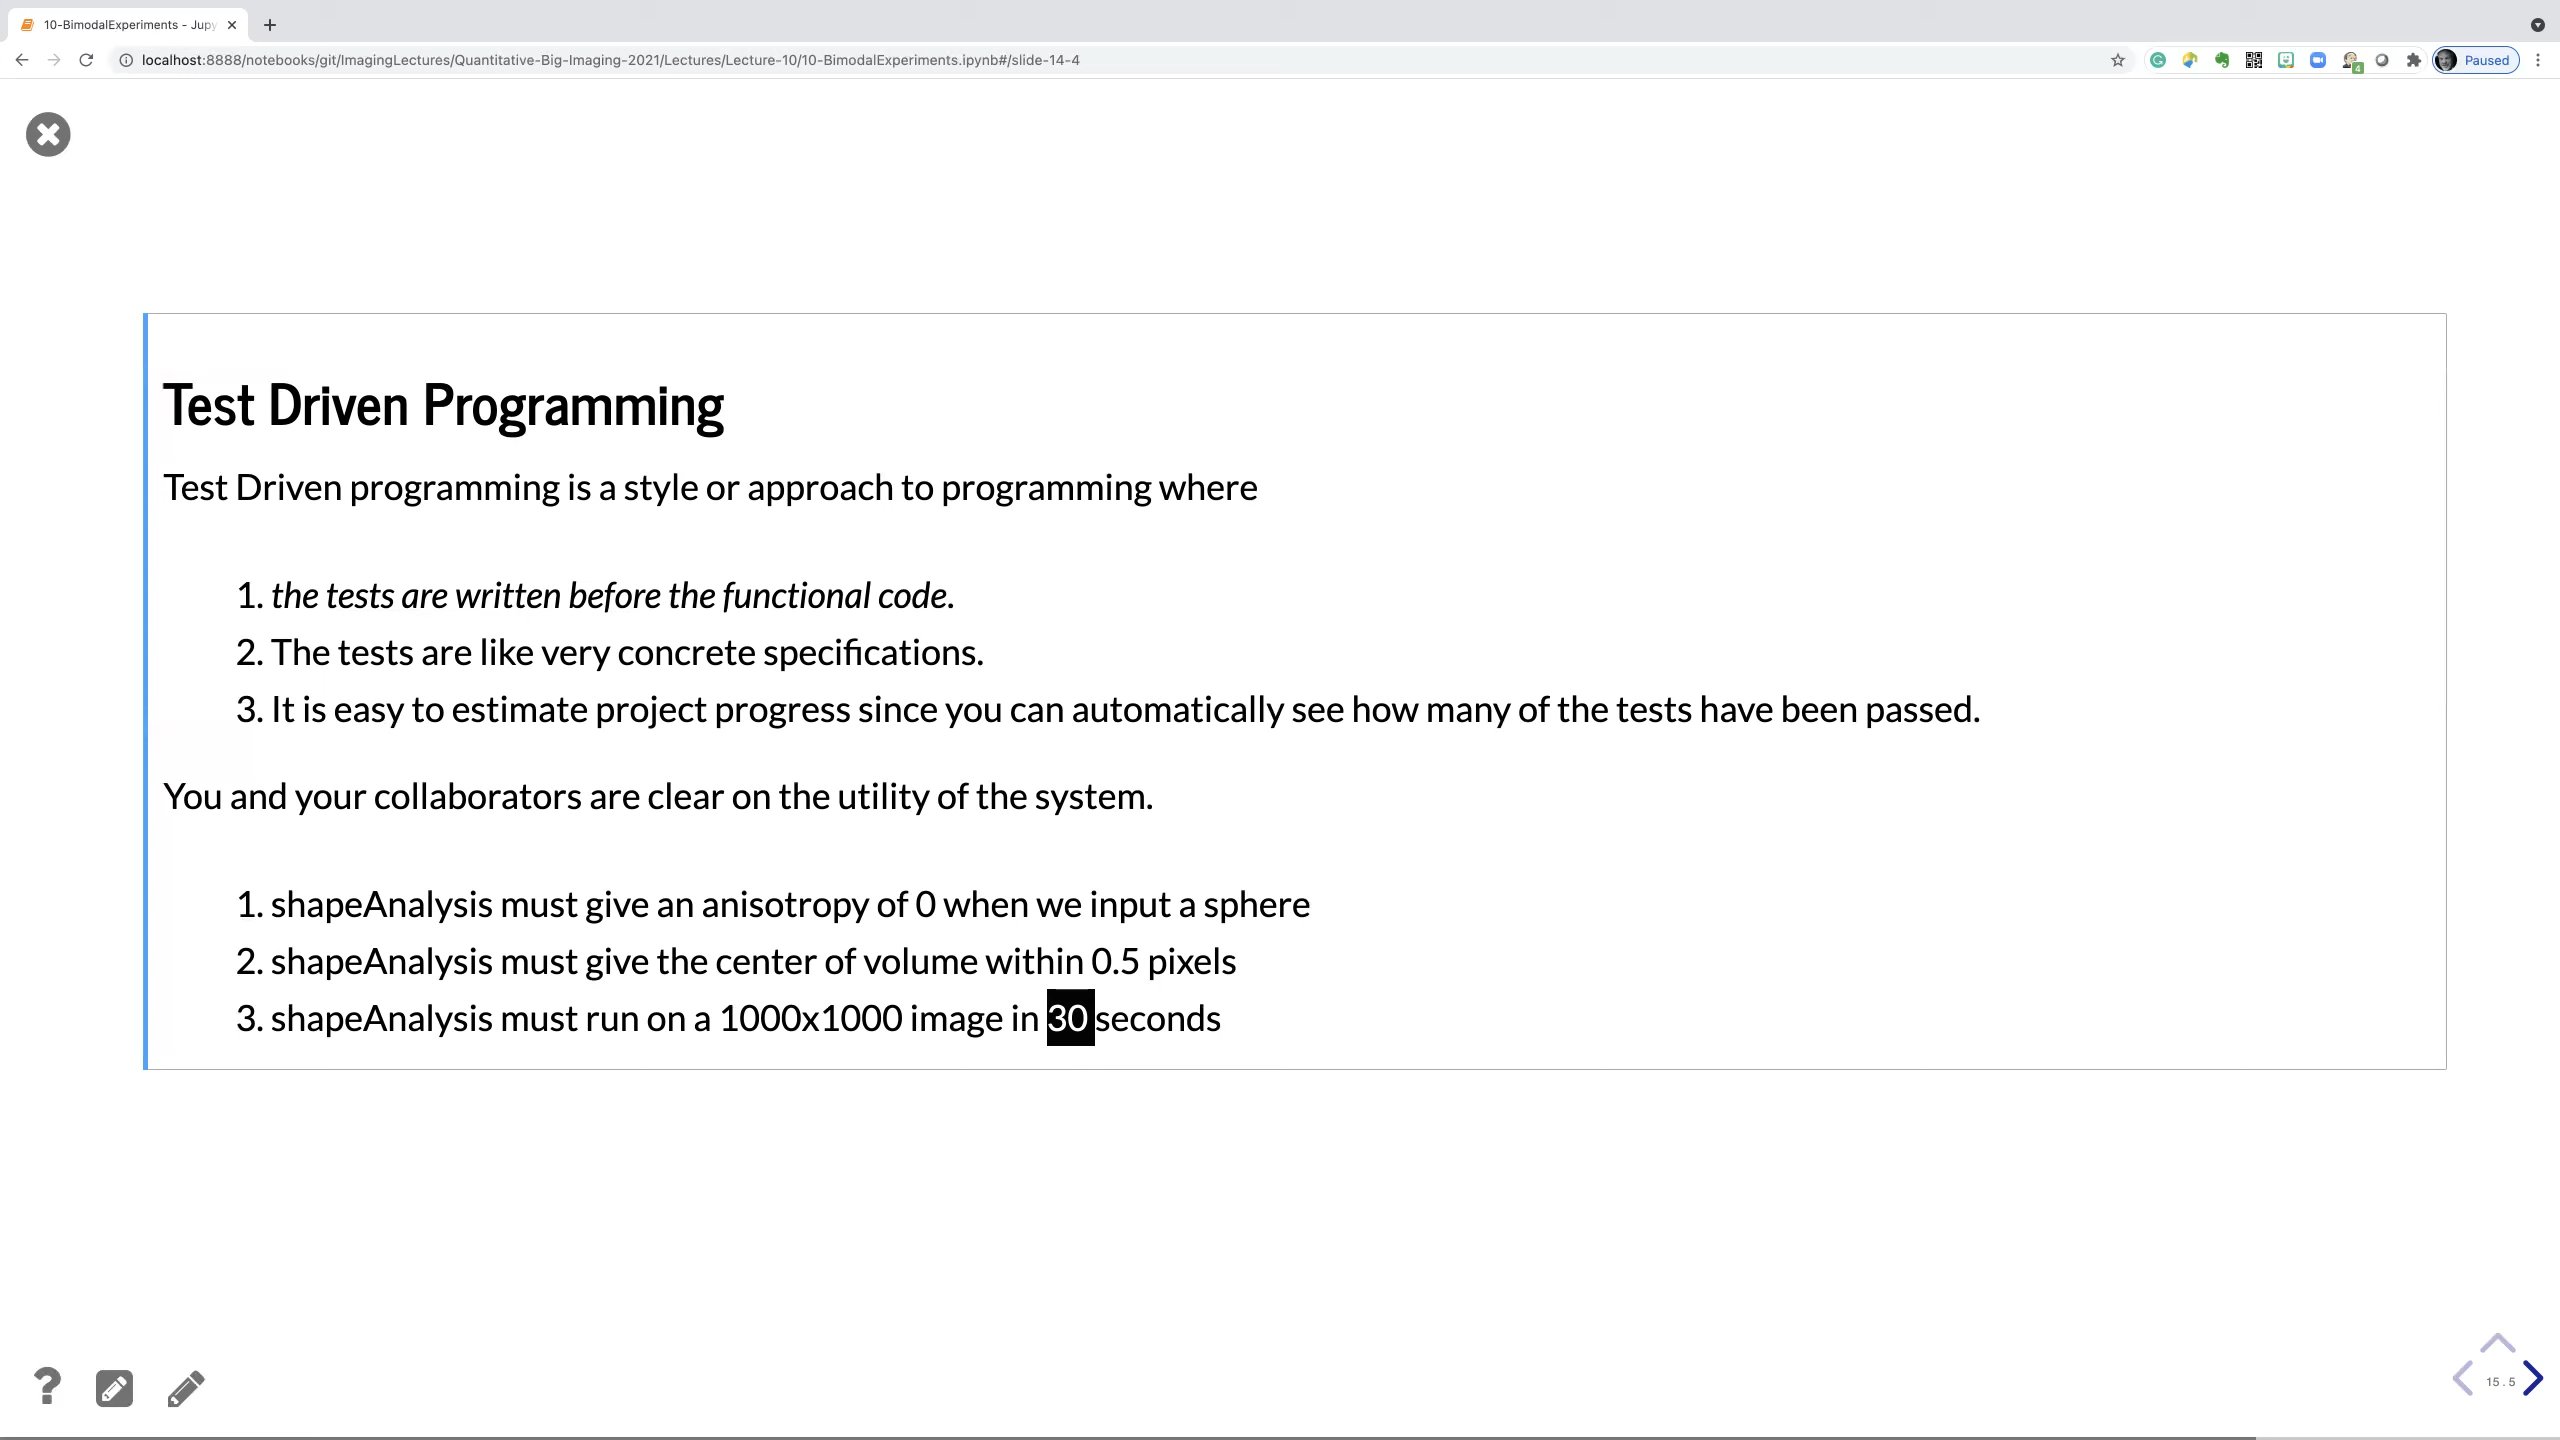 10-BimodalExperiments - Jupy
localhost:8888/notebooks/git/ImagingLectures/Quantitative-Big-Imaging-2021/Lectures/Lecture-10/10-BimodalExperiments.ipynb#/slide-14-4
4
Paused
Test Driven Programming
Test Driven programming is a style or approach to programming where
1. the tests are written before the functional code.
2. The tests are like very concrete specifications.
3. It is easy to estimate project progress since you can automatically see how many of the tests have been passed.
You and your collaborators are clear on the utility of the system.
1. shapeAnalysis must give an anisotropy of 0 when we input a sphere
2. shapeAnalysis must give the center of volume within 0.5 pixels
3. shapeAnalysis must run on a 1000x1000 image in 30 seconds
15.5